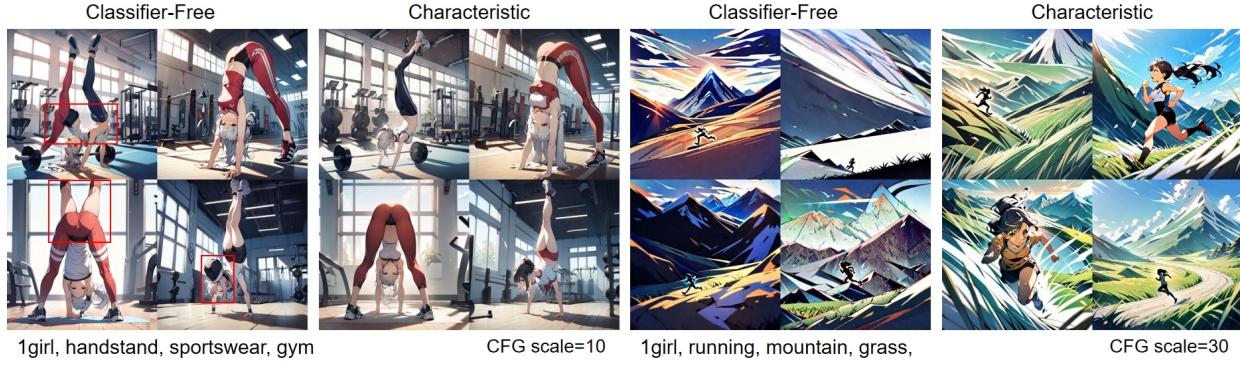 Classifier-Free
Characteristic
Classifier-Free
Characteristic
1girl, handstand, sportswear, gym
CFG scale=10
1girl, running, mountain, grass,
CFG scale=30